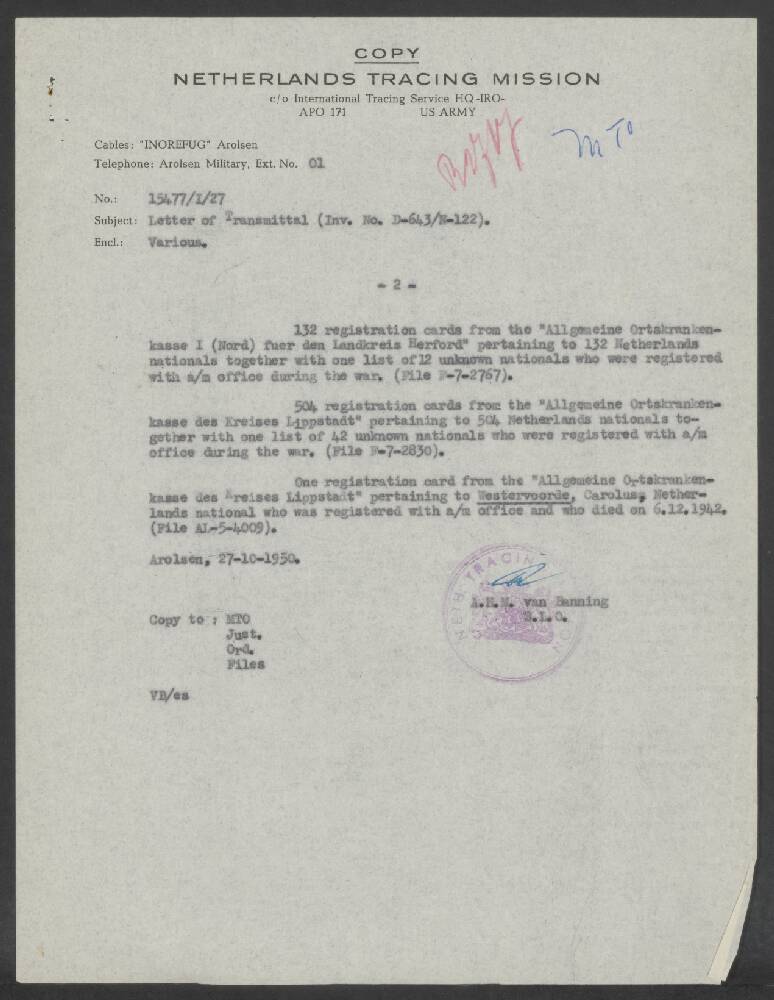 COPY
NETHERLANDS TRACING MISSION
c/o International Tracing Service HQ-IRO-
APO 171 US ARMY
MTO
Cables: "INOREFUG" Arolsen
Telephone: Arolsen Military, Ext. No. 01
No.: 15477/I/27
Subject: Letter of Transmittal (Inv. No. D-643/N-122).
Encl.: Various.
- 2 -
132 registration cards from the "Allgemeine Ortskranken-
kasse I (Nord) fuer den Landkreis Herford" pertaining to 132 Netherlands
nationals together with one list of 12 unknown nationals who were registered
with a/m office during the war. (File F-7-2767).
504 registration cards from the "Allgemeine Ortskranken-
kasse des Kreises Lippstadt" pertaining to 504 Netherlands nationals to-
gether with one list of 42 unknown nationals who were registered with a/m
office during the war. (File F-7-2830).
One registration card from the "Allgemeine Ortskranken-
kasse des Kreises Lippstadt" pertaining to Westervoorde, Carolus, Nether-
lands national who was registered with a/m office and who died on 6.12.1942.
(File AL-5-4009).
Arolsen, 27-10-1950.
NETH. TRACING
A.H.M. van Banning
B.L.O.
Copy to : MTO
Just.
Ord.
Files
VB/es